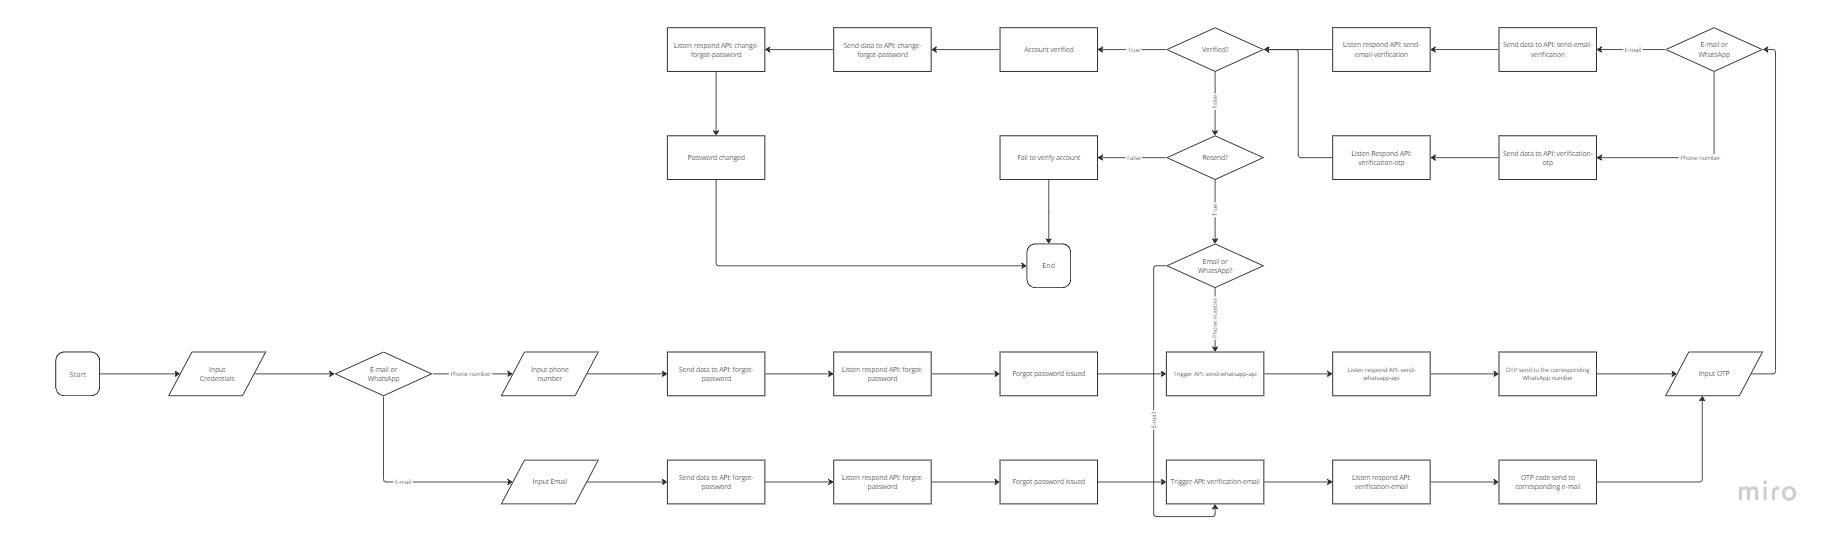 Listen respond API: change-
forgot-password
Send data to API: change-
forgot-password
Account verified
True
Verified?
Listen respond API: send-
email-verification
Send data to API: send-email-
verification
E-mail
E-mail or
WhatsApp
False
Password changed
Fail to verify account
False
Resend?
Listen Respond API:
verification-otp
Send data to API: verification-
otp
Phone number
True
End
Email or
WhatsApp?
Phone number
Start
Input
Credentials
E-mail or
WhatsApp
Phone number
Input phone
number
Send data to API: forgot-
password
Listen respond API: forgot-
password
Forgot password issued
Trigger API: send-whatsapp-api
Listen respond API: send-
whatsapp-api
OTP send to the corresponding
WhatsApp number
Input OTP
E-mail
E-mail
Input Email
Send data to API: forgot-
password
Listen respond API: forgot-
password
Forgot password issued
Trigger API: verification-email
Listen respond API:
verification-email
OTP code send to
corresponding e-mail
miro